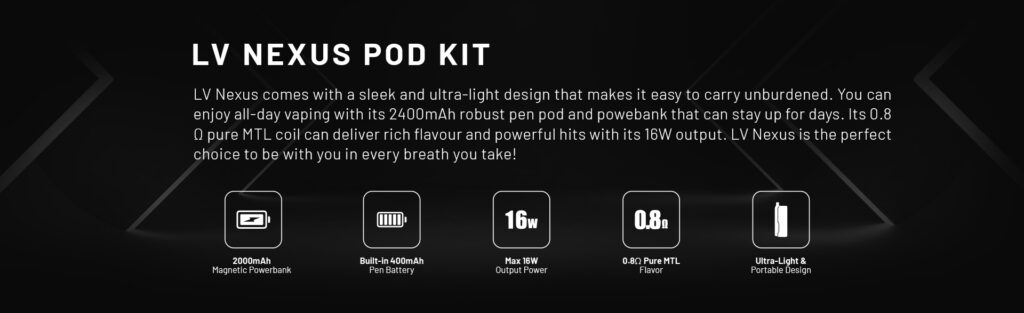 LV NEXUS POD KIT
LV Nexus comes with a sleek and ultra-light design that makes it easy to carry unburdened. You can
enjoy all-day vaping with its 2400mAh robust pen pod and powebank that can stay up for days. Its 0.8
Ω pure MTL coil can deliver rich flavour and powerful hits with its 16W output. LV Nexus is the perfect
choice to be with you in every breath you take!
16W
0.8Ω
2000mAh
Magnetic Powerbank
Built-in 400mAh
Pen Battery
Max 16W
Output Power
0.8Ω Pure MTL
Flavor
Ultra-Light &
Portable Design